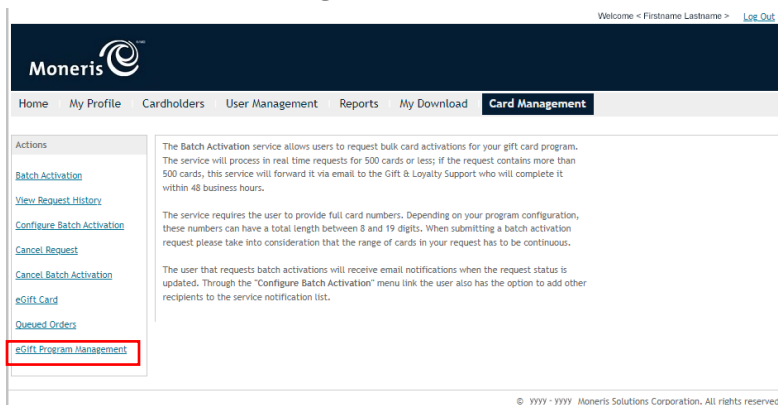 Welcome < Firstname Lastname > Log Out
Moneris
Home My Profile Cardholders User Management Reports My Download Card Management
Actions
Batch Activation
View Request History
Configure Batch Activation
Cancel Request
Cancel Batch Activation
eGift Card
Queued Orders
eGift Program Management
The Batch Activation service allows users to request bulk card activations for your gift card program.
The service will process in real time requests for 500 cards or less; if the request contains more than
500 cards, this service will forward it via email to the Gift & Loyalty Support who will complete it
within 48 business hours.
The service requires the user to provide full card numbers. Depending on your program configuration,
these numbers can have a total length between 8 and 19 digits. When submitting a batch activation
request please take into consideration that the range of cards in your request has to be continuous.
The user that requests batch activations will receive email notifications when the request status is
updated. Through the "Configure Batch Activation" menu link the user also has the option to add other
recipients to the service notification list.
© yyyy - yyyy Moneris Solutions Corporation. All rights reserved